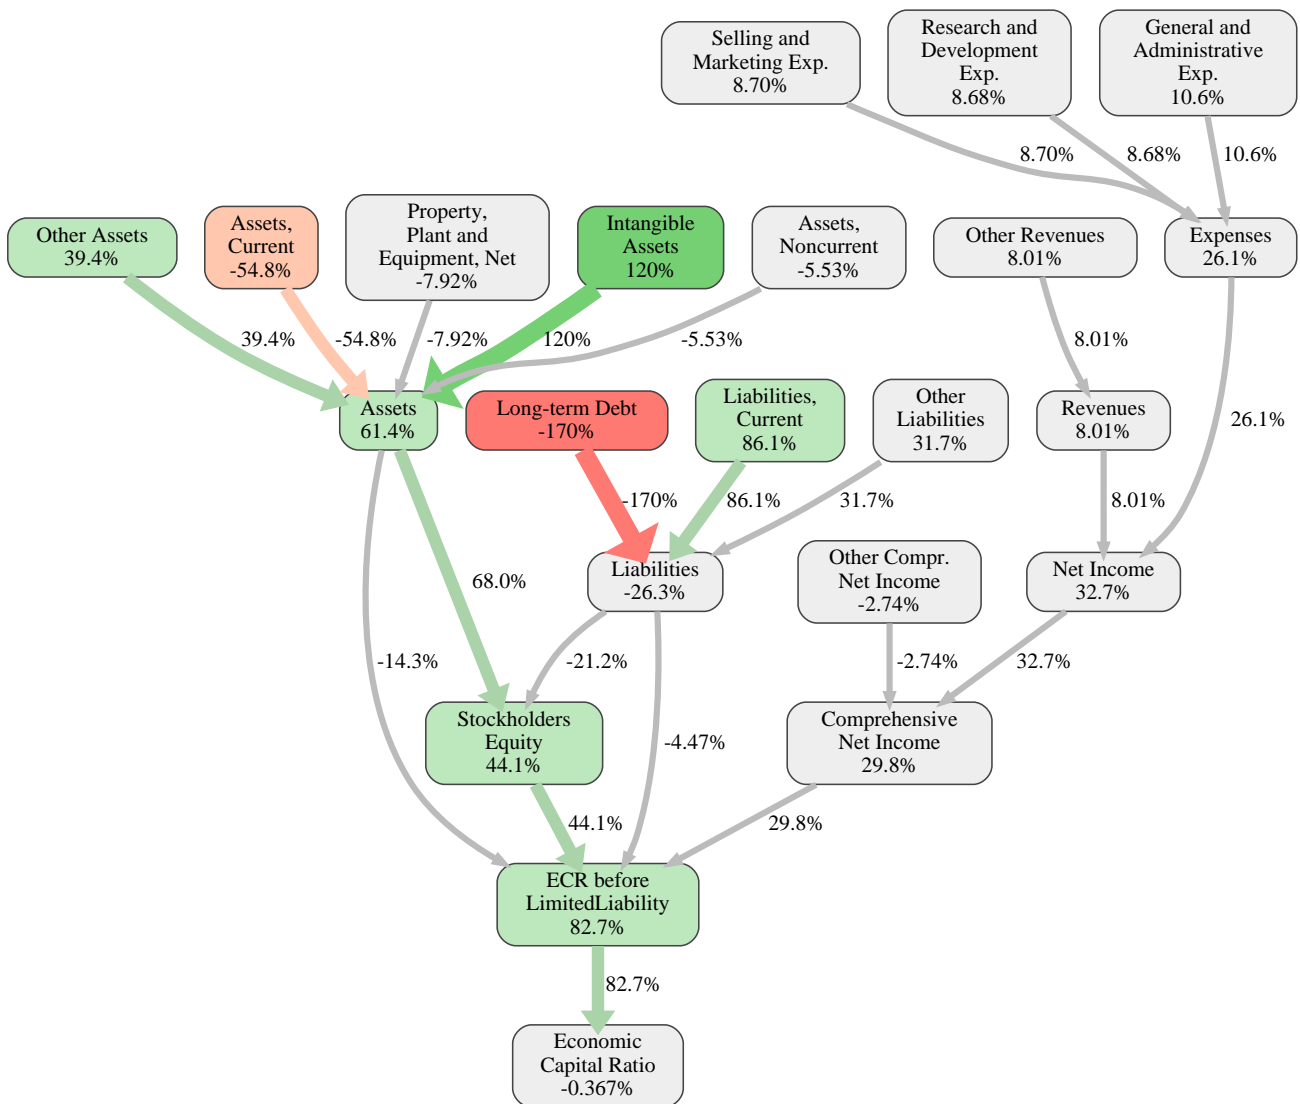 Selling and
Marketing Exp.
8.70%
Research and
Development
Exp.
8.68%
General and
Administrative
Exp.
10.6%
8.70%
8.68%
10.6%
Other Assets
39.4%
Assets,
Current
-54.8%
Property,
Plant and
Equipment, Net
-7.92%
Intangible
Assets
120%
Assets,
Noncurrent
-5.53%
Other Revenues
8.01%
Expenses
26.1%
39.4%
-54.8%
-7.92%
120%
-5.53%
8.01%
Assets
61.4%
Long-term Debt
-170%
Liabilities,
Current
86.1%
Other
Liabilities
31.7%
Revenues
8.01%
26.1%
-170%
86.1%
31.7%
8.01%
68.0%
Liabilities
-26.3%
Other Compr.
Net Income
-2.74%
Net Income
32.7%
-14.3%
-21.2%
-2.74%
32.7%
Stockholders
Equity
44.1%
-4.47%
Comprehensive
Net Income
29.8%
44.1%
29.8%
ECR before
LimitedLiability
82.7%
82.7%
Economic
Capital Ratio
-0.367%